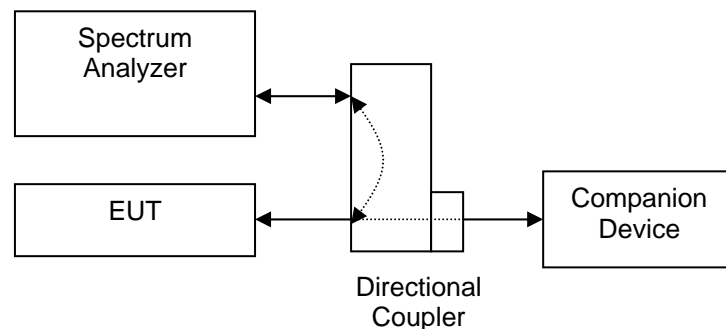 Spectrum
Analyzer
EUT
Companion
Device
Directional
Coupler